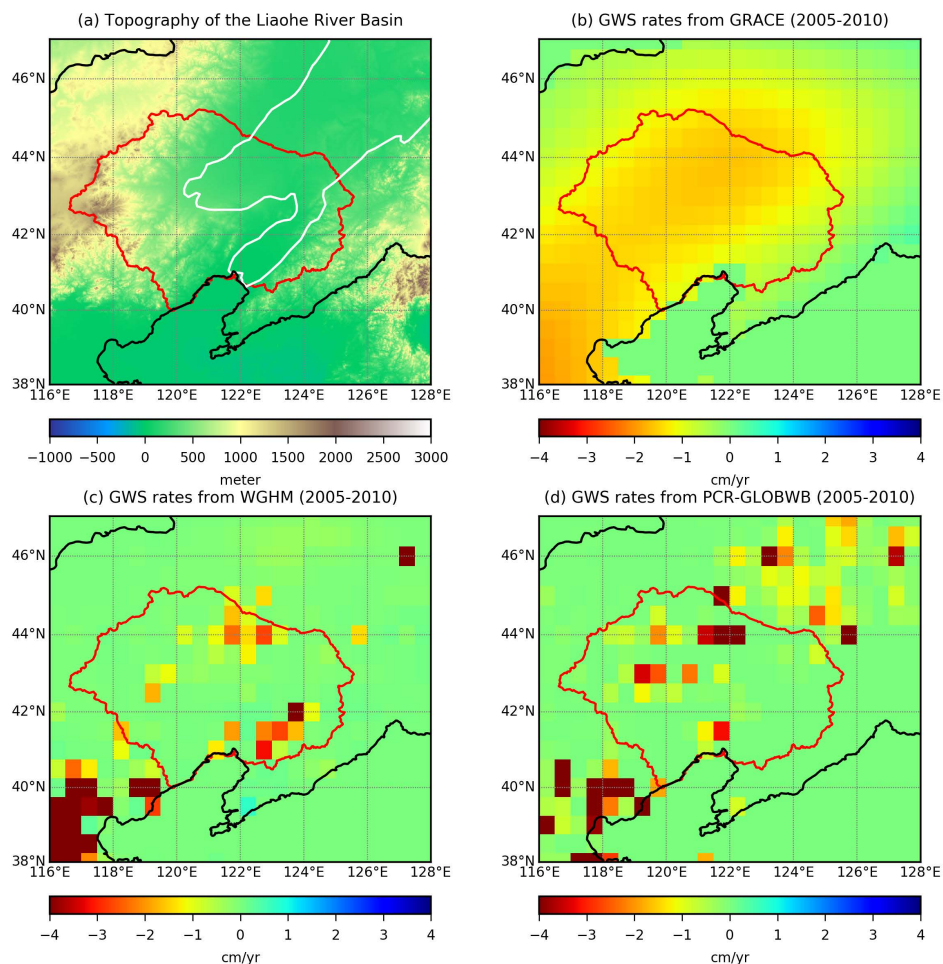 (a) Topography of the Liaohe River Basin
46°N
44°N
42°N
40°N
38°N
116°E 118°E 120°E 122°E 124°E 126°E 128°E
−1000 −500 0 500 1000 1500 2000 2500 3000
meter
(b) GWS rates from GRACE (2005-2010)
46°N
44°N
42°N
40°N
38°N
116°E 118°E 120°E 122°E 124°E 126°E 128°E
−4 −3 −2 −1 0 1 2 3 4
cm/yr
(c) GWS rates from WGHM (2005-2010)
46°N
44°N
42°N
40°N
38°N
116°E 118°E 120°E 122°E 124°E 126°E 128°E
−4 −3 −2 −1 0 1 2 3 4
cm/yr
(d) GWS rates from PCR-GLOBWB (2005-2010)
46°N
44°N
42°N
40°N
38°N
116°E 118°E 120°E 122°E 124°E 126°E 128°E
−4 −3 −2 −1 0 1 2 3 4
cm/yr